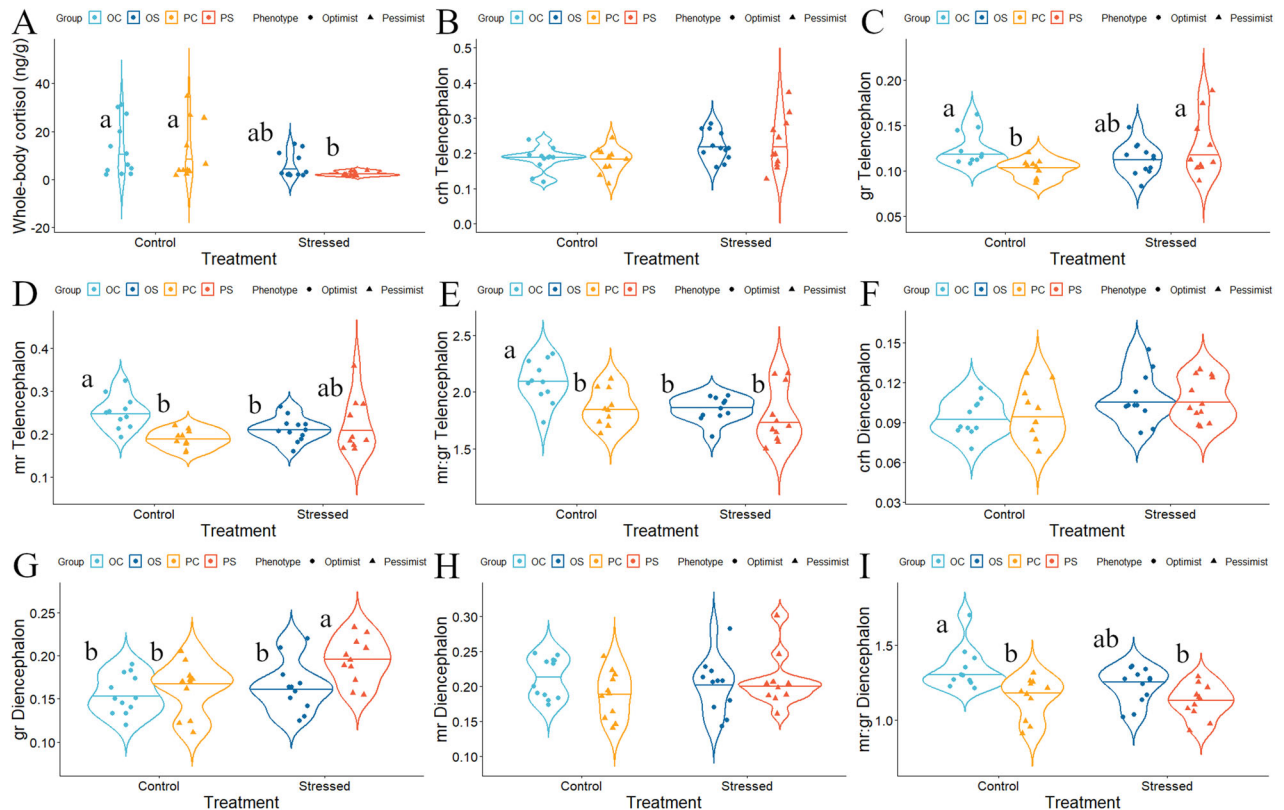 A
Group OC OS PC PS Phenotype Optimist Pessimist
Whole-body cortisol (ng/g)
40
20
0
-20
a
a
ab
b
Control
Stressed
Treatment
B
Group OC OS PC PS Phenotype Optimist Pessimist
crh Telencephalon
0.5
0.4
0.3
0.2
0.1
0.0
Control
Stressed
Treatment
C
Group OC OS PC PS Phenotype Optimist Pessimist
gr Telencephalon
0.20
0.15
0.10
0.05
a
b
ab
a
Control
Stressed
Treatment
D
Group OC OS PC PS Phenotype Optimist Pessimist
mr Telencephalon
0.4
0.3
0.2
0.1
a
b
b
ab
Control
Stressed
Treatment
E
Group OC OS PC PS Phenotype Optimist Pessimist
mr:gr Telencephalon
2.5
2.0
1.5
a
b
b
b
Control
Stressed
Treatment
F
Group OC OS PC PS Phenotype Optimist Pessimist
crh Diencephalon
0.15
0.12
0.09
0.06
0.03
Control
Stressed
Treatment
G
Group OC OS PC PS Phenotype Optimist Pessimist
gr Diencephalon
0.25
0.20
0.15
0.10
b
b
b
a
Control
Stressed
Treatment
H
Group OC OS PC PS Phenotype Optimist Pessimist
mr Diencephalon
0.30
0.25
0.20
0.15
0.10
Control
Stressed
Treatment
I
Group OC OS PC PS Phenotype Optimist Pessimist
mr:gr Diencephalon
1.5
1.0
a
b
ab
b
Control
Stressed
Treatment